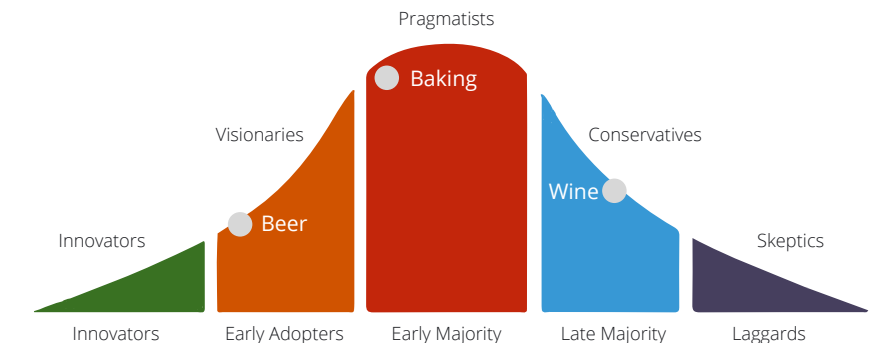 Pragmatists
Baking
Visionaries
Conservatives
Wine
Beer
Innovators
Skeptics
Innovators
Early Adopters
Early Majority
Late Majority
Laggards